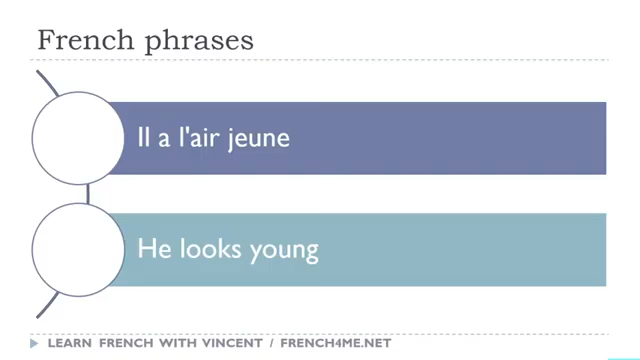 French phrases
Il a l'air jeune
He looks young
LEARN FRENCH WITH VINCENT / FRENCH4ME.NET